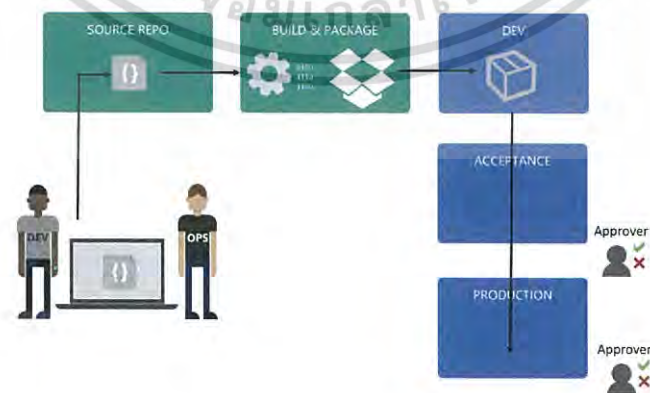 SOURCE REPO
BUILD & PACKAGE
DEV
{}
ACCEPTANCE
DEV
OPS
{}
Approver
PRODUCTION
Approver